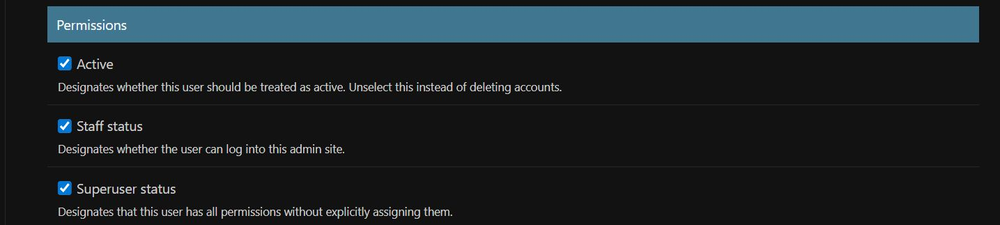 Permissions
Active
Designates whether this user should be treated as active. Unselect this instead of deleting accounts.
Staff status
Designates whether the user can log into this admin site.
Superuser status
Designates that this user has all permissions without explicitly assigning them.